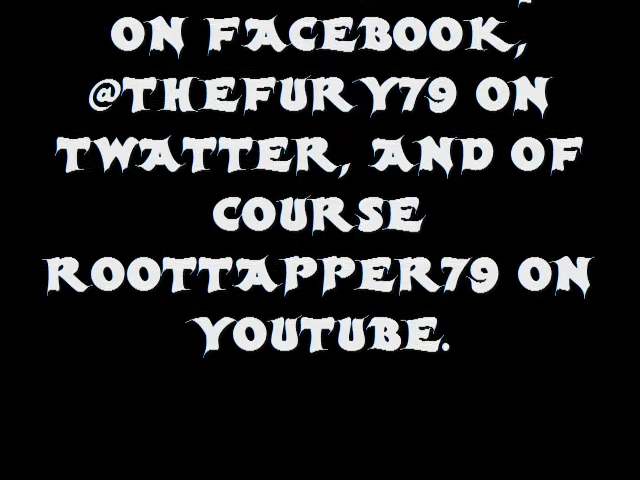 ON FACEBOOK,
@THEFURY79 ON
TWATTER, AND OF
COURSE
ROOTTAPPER79 ON
YOUTUBE.